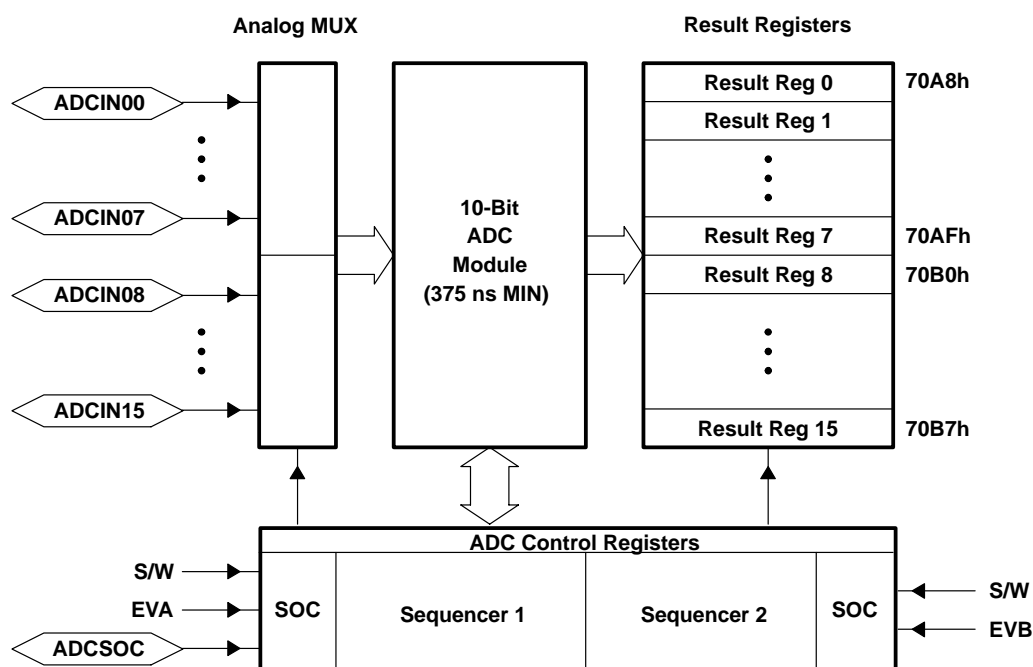 Analog MUX
Result Registers
ADCIN00
ADCIN07
ADCIN08
ADCIN15
10-Bit
ADC
Module
(375 ns MIN)
Result Reg 0
70A8h
Result Reg 1
Result Reg 7
70AFh
Result Reg 8
70B0h
Result Reg 15
70B7h
ADC Control Registers
S/W
EVA
ADCSOC
SOC
Sequencer 1
Sequencer 2
SOC
S/W
EVB